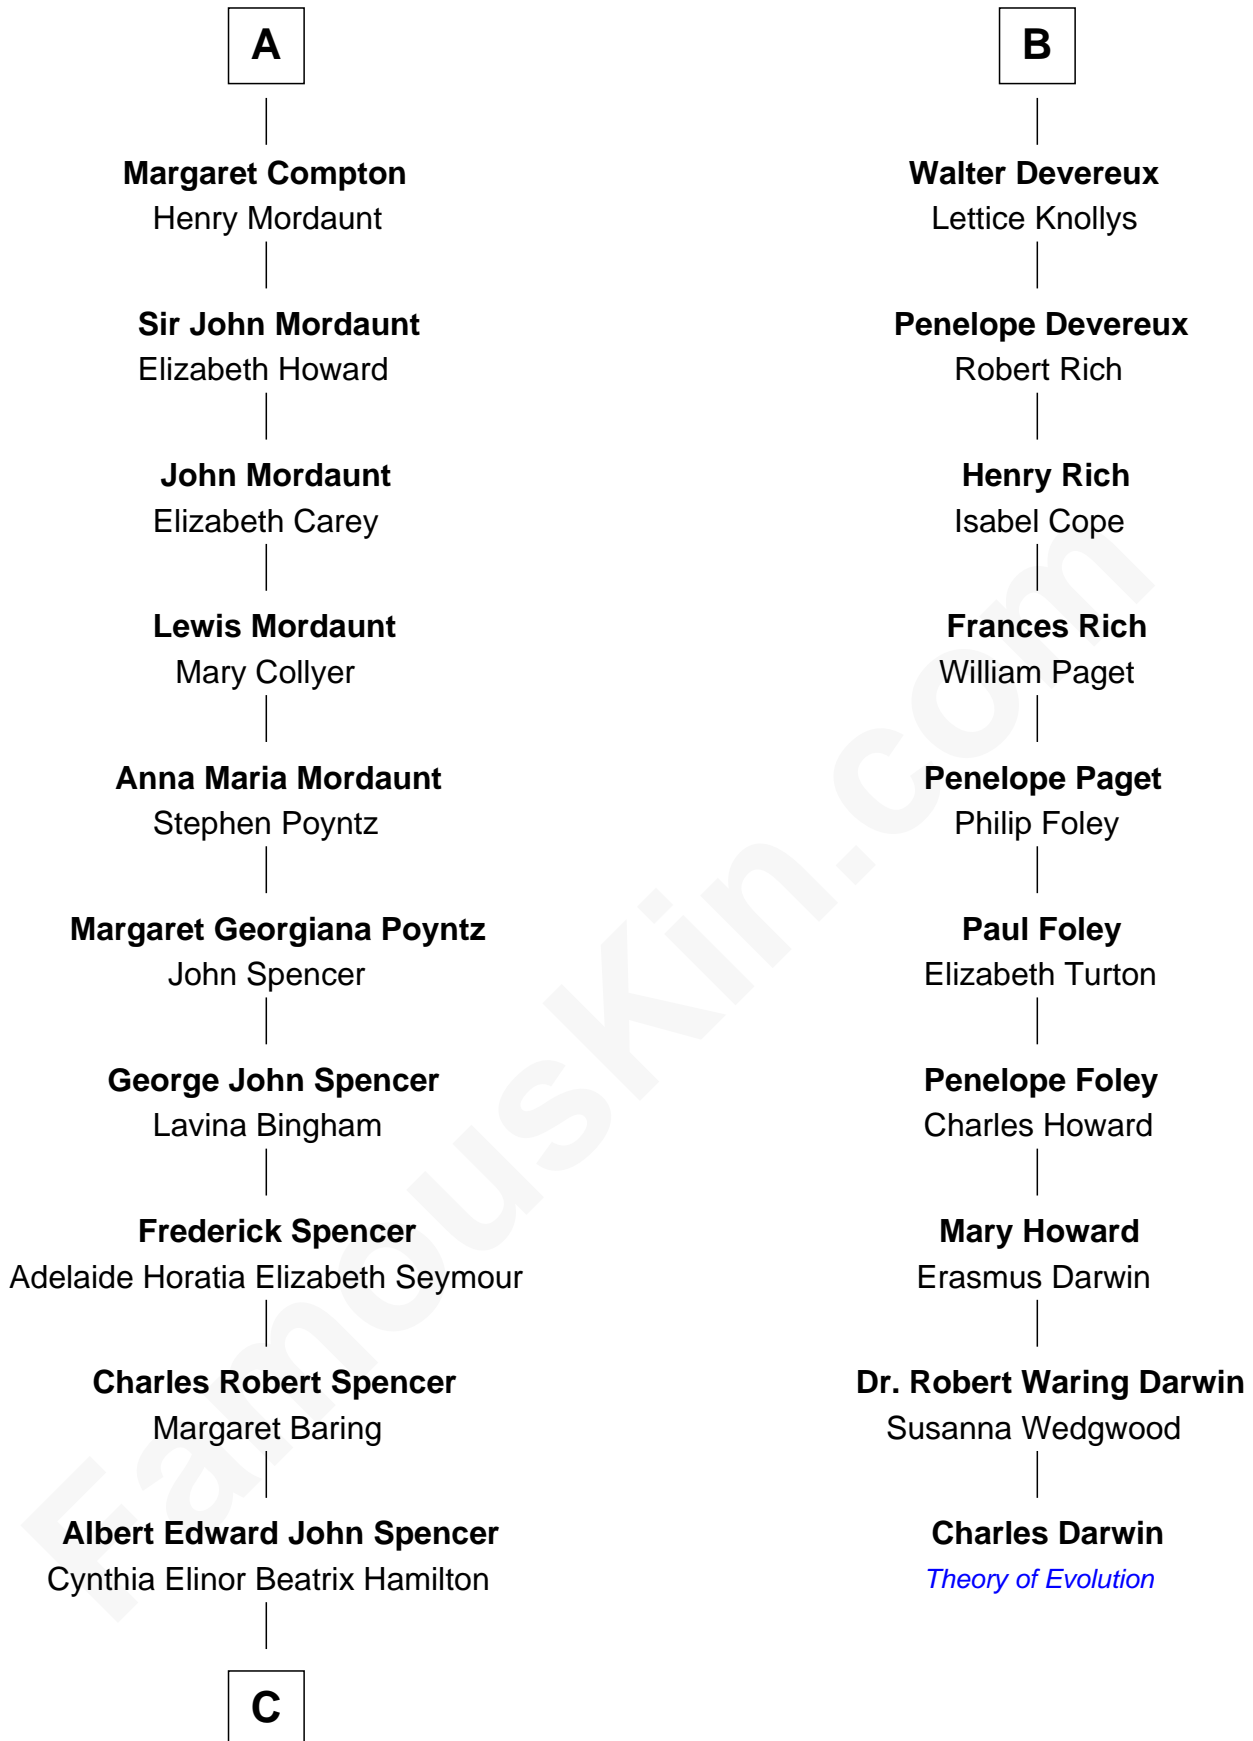 A
Margaret Compton
Henry Mordaunt
Sir John Mordaunt
Elizabeth Howard
John Mordaunt
Elizabeth Carey
Lewis Mordaunt
Mary Collyer
Anna Maria Mordaunt
Stephen Poyntz
Margaret Georgiana Poyntz
John Spencer
George John Spencer
Lavina Bingham
Frederick Spencer
Adelaide Horatia Elizabeth Seymour
Charles Robert Spencer
Margaret Baring
Albert Edward John Spencer
Cynthia Elinor Beatrix Hamilton
C
B
Walter Devereux
Lettice Knollys
Penelope Devereux
Robert Rich
Henry Rich
Isabel Cope
Frances Rich
William Paget
Penelope Paget
Philip Foley
Paul Foley
Elizabeth Turton
Penelope Foley
Charles Howard
Mary Howard
Erasmus Darwin
Dr. Robert Waring Darwin
Susanna Wedgwood
Charles Darwin
Theory of Evolution
FamousKin.com